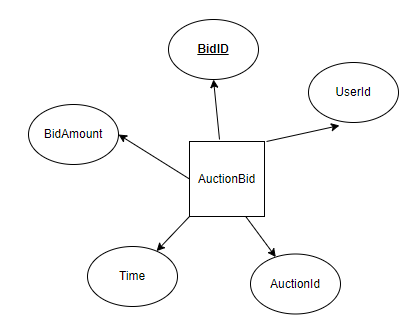 BidID
UserId
BidAmount
AuctionBid
Time
AuctionId